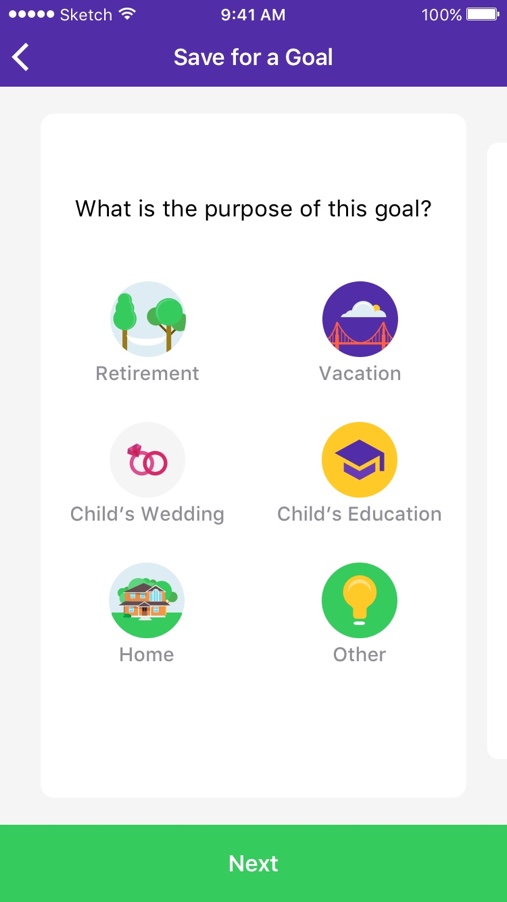 Sketch 9:41 AM 100%
Save for a Goal
What is the purpose of this goal?
Retirement Vacation
Child’s Wedding Child’s Education
Home Other
Next